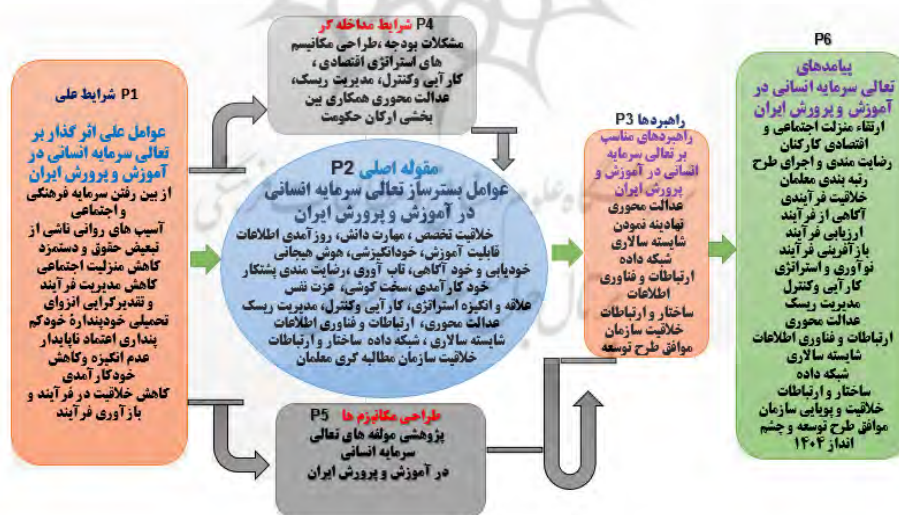 P1 شرایط علی
عوامل علی اثر گذار بر
تعالی سرمایه انسانی در
آموزش و پرورش ایران
از بین رفتن سرمایه فرهنگی
و اجتماعی
آسیب های روانی ناشی از
تبعیض حقوق و دستمزد
کاهش منزلت اجتماعی
کاهش مدیریت فرآیند
و تقدیرگرایی انزوای
تحمیلی خودپندارهٔ خودکم
پنداری اعتماد ناپایدار
عدم انگیزه وکاهش
خودکارآمدی
کاهش خلاقیت در فرآیند و
بازآوری فرآیند
P4 شرایط مداخله گر
مشکلات بودجه ،طراحی مکانیسم
های استراتژی اقتصادی ،
کارآیی وکنترل، مدیریت ریسک،
عدالت محوری همکاری بین
بخشی ارکان حکومت
مقوله اصلی P2
عوامل بسترساز تعالی سرمایه انسانی
در آموزش و پرورش ایران
خلاقیت تخصص ، مهارت دانش، روزآمدی اطلاعات
قابلیت آموزش، خودانگیزشی، هوش هیجانی
خودیابی و خود آگاهی، تاب آوری ،رضایت مندی پشتکار
خود کارآمدی ،سخت کوشی، عزت نفس
علاقه و انگیزه استراتژی، کارآیی وکنترل، مدیریت ریسک
عدالت محوری، ارتباطات و فناوری اطلاعات
شایسته سالاری ، شبکه داده ساختار و ارتباطات
خلاقیت سازمان مطالبه گری معلمان
P5 طراحی مکانیزم ها
پژوهشی مولفه های تعالی
سرمایه انسانی
در آموزش و پرورش ایران
راهبردها P3
راهبردهای مناسب
بر تعالی سرمایه
انسانی در آموزش و
پرورش ایران
عدالت محوری
نهادینه نمودن
شایسته سالاری
شبکه داده
ارتباطات و فناوری
اطلاعات
ساختار و ارتباطات
خلاقیت سازمان
موافق طرح توسعه
P6
پیامدهای
تعالی سرمایه انسانی در
آموزش و پرورش ایران
ارتقاء منزلت اجتماعی و
اقتصادی کارکنان
رضایت مندی و اجرای طرح
رتبه بندی معلمان
خلاقیت فرآیندی
آگاهی از فرآیند
ارزیابی فرآیند
بازآفرینی فرآیند
نوآوری و استراتژی
کارآیی وکنترل
مدیریت ریسک
عدالت محوری
ارتباطات و فناوری اطلاعات
شایسته سالاری
شبکه داده
ساختار و ارتباطات
خلاقیت و پویایی سازمان
موافق طرح توسعه و چشم
انداز ۱۴۰۴